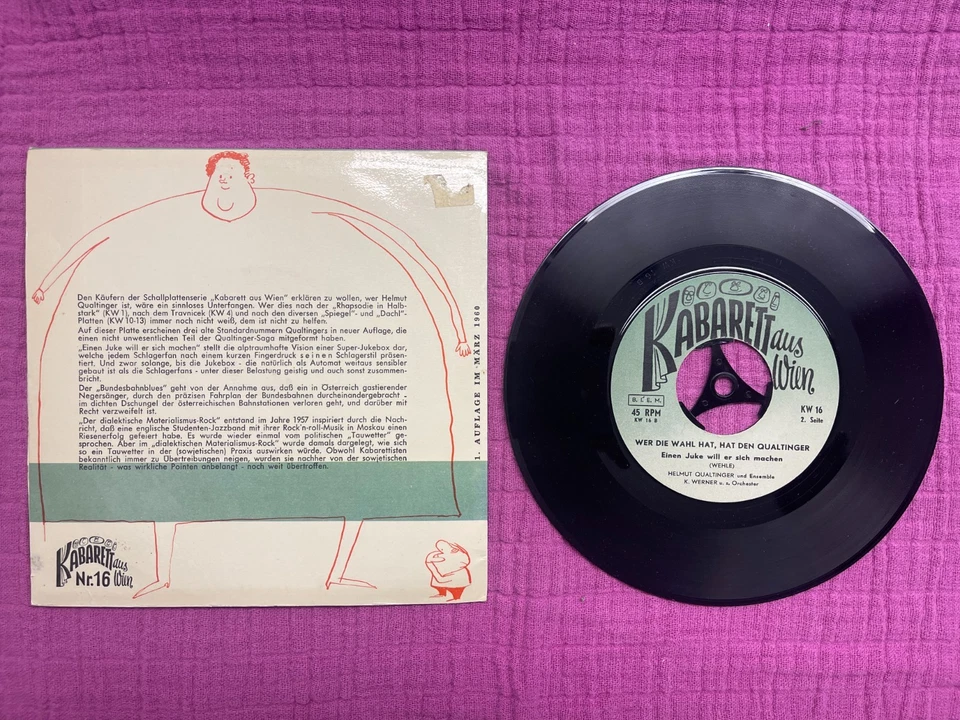 Den Käufern der Schallplattenserie „Kabarett aus Wien" erklären zu wollen, wer Helmut
Qualtinger ist, wäre ein sinnloses Unterfangen. Wer dies nach der „Rhapsodie in Halb-
stark" (KW 1), nach dem Travnicek (KW 4) und nach den diversen „Spiegel"- und „Dachl"-
Platten (KW 10-13) immer noch nicht weiß, dem ist nicht zu helfen.
Auf dieser Platte erscheinen drei alte Standardnummern Qualtingers in neuer Auflage, die
einen nicht unwesentlichen Teil der Qualtinger-Saga mitgeformt haben.
„Einen Juke will er sich machen" stellt die alptraumhafte Vision einer Super-Jukebox dar,
welche jedem Schlagerfan nach einem kurzen Fingerdruck seinen Schlagerstil präsen-
tiert. Und zwar solange, bis die Jukebox - die natürlich als Automat weitaus sensibler
gebaut ist als die Schlagerfans - unter dieser Belastung geistig und auch sonst zusammen-
bricht.
Der „Bundesbahnblues" geht von der Annahme aus, daß ein in Österreich gastierender
Negersänger, durch den präzisen Fahrplan der Bundesbahnen durcheinandergebracht -
im dichten Dschungel der österreichischen Bahnstationen verloren geht, und darüber mit
Recht verzweifelt ist.
„Der dialektische Materialismus-Rock" entstand im Jahre 1957 inspiriert durch die Nach-
richt, daß eine englische Studenten-Jazzband mit ihrer Rock'n-roll-Musik in Moskau einen
Riesenerfolg gefeiert habe. Es wurde wieder einmal vom politischen „Tauwetter" ge-
sprochen. Aber im „dialektischen Materialismus-Rock" wurde damals dargelegt, wie sich
so ein Tauwetter in der (sowjetischen) Praxis auswirken würde. Obwohl Kabarettisten
bekanntlich immer zu Übertreibungen neigen, wurden sie nachher von der sowjetischen
Realität - was wirkliche Pointen anbelangt - noch weit übertroffen.
1. AUFLAGE IM MÄRZ 1960
KABARETT aus
Nr. 16 Wien
KABARETT aus
Wien
B. I. E. M.
45 RPM
KW 16 B
KW 16
2. Seite
WER DIE WAHL HAT, HAT DEN QUALTINGER
Einen Juke will er sich machen
(WEHLE)
HELMUT QUALTINGER und Ensemble
K. WERNER u. s. Orchester